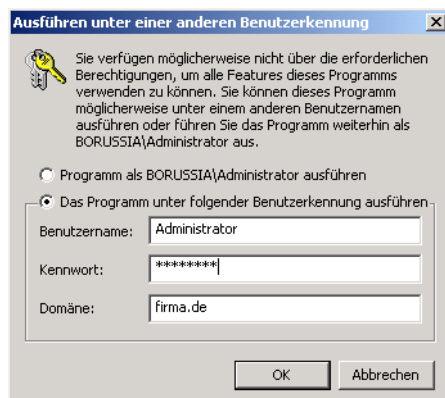 Ausführen unter einer anderen Benutzerkennung
Sie verfügen möglicherweise nicht über die erforderlichen
Berechtigungen, um alle Features dieses Programms
verwenden zu können. Sie können dieses Programm
möglicherweise unter einem anderen Benutzernamen
ausführen oder führen Sie das Programm weiterhin als
BORUSSIA\Administrator aus.
Programm als BORUSSIA\Administrator ausführen
Das Programm unter folgender Benutzerkennung ausführen
Benutzername: Administrator
Kennwort: ********
Domäne: firma.de
OK Abbrechen